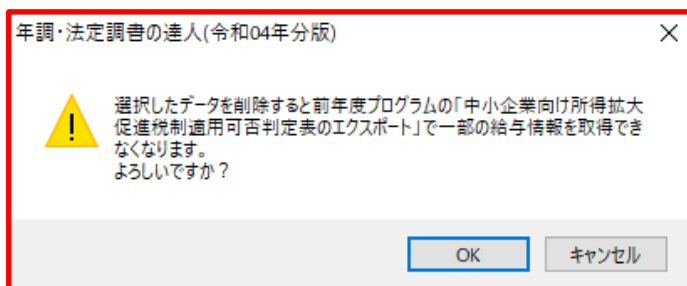 年調・法定調書の達人(令和04年分版)
選択したデータを削除すると前年度プログラムの「中小企業向け所得拡大
促進税制適用可否判定表のエクスポート」で一部の給与情報を取得でき
なくなります。
よろしいですか？
OK
キャンセル